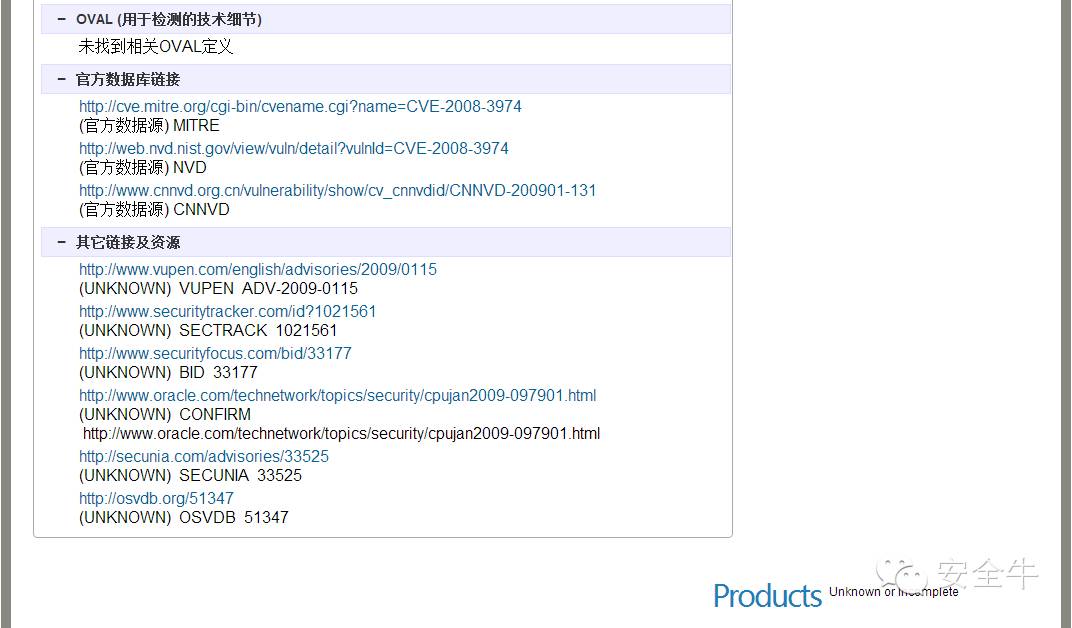 − OVAL (用于检测的技术细节)
未找到相关OVAL定义
− 官方数据库链接
http://cve.mitre.org/cgi-bin/cvename.cgi?name=CVE-2008-3974
(官方数据源) MITRE
http://web.nvd.nist.gov/view/vuln/detail?vulnId=CVE-2008-3974
(官方数据源) NVD
http://www.cnnvd.org.cn/vulnerability/show/cv_cnnvdid/CNNVD-200901-131
(官方数据源) CNNVD
− 其它链接及资源
http://www.vupen.com/english/advisories/2009/0115
(UNKNOWN) VUPEN ADV-2009-0115
http://www.securitytracker.com/id?1021561
(UNKNOWN) SECTRACK 1021561
http://www.securityfocus.com/bid/33177
(UNKNOWN) BID 33177
http://www.oracle.com/technetwork/topics/security/cpujan2009-097901.html
(UNKNOWN) CONFIRM
http://www.oracle.com/technetwork/topics/security/cpujan2009-097901.html
http://secunia.com/advisories/33525
(UNKNOWN) SECUNIA 33525
http://osvdb.org/51347
(UNKNOWN) OSVDB 51347
安全牛
Products Unknown or Incomplete